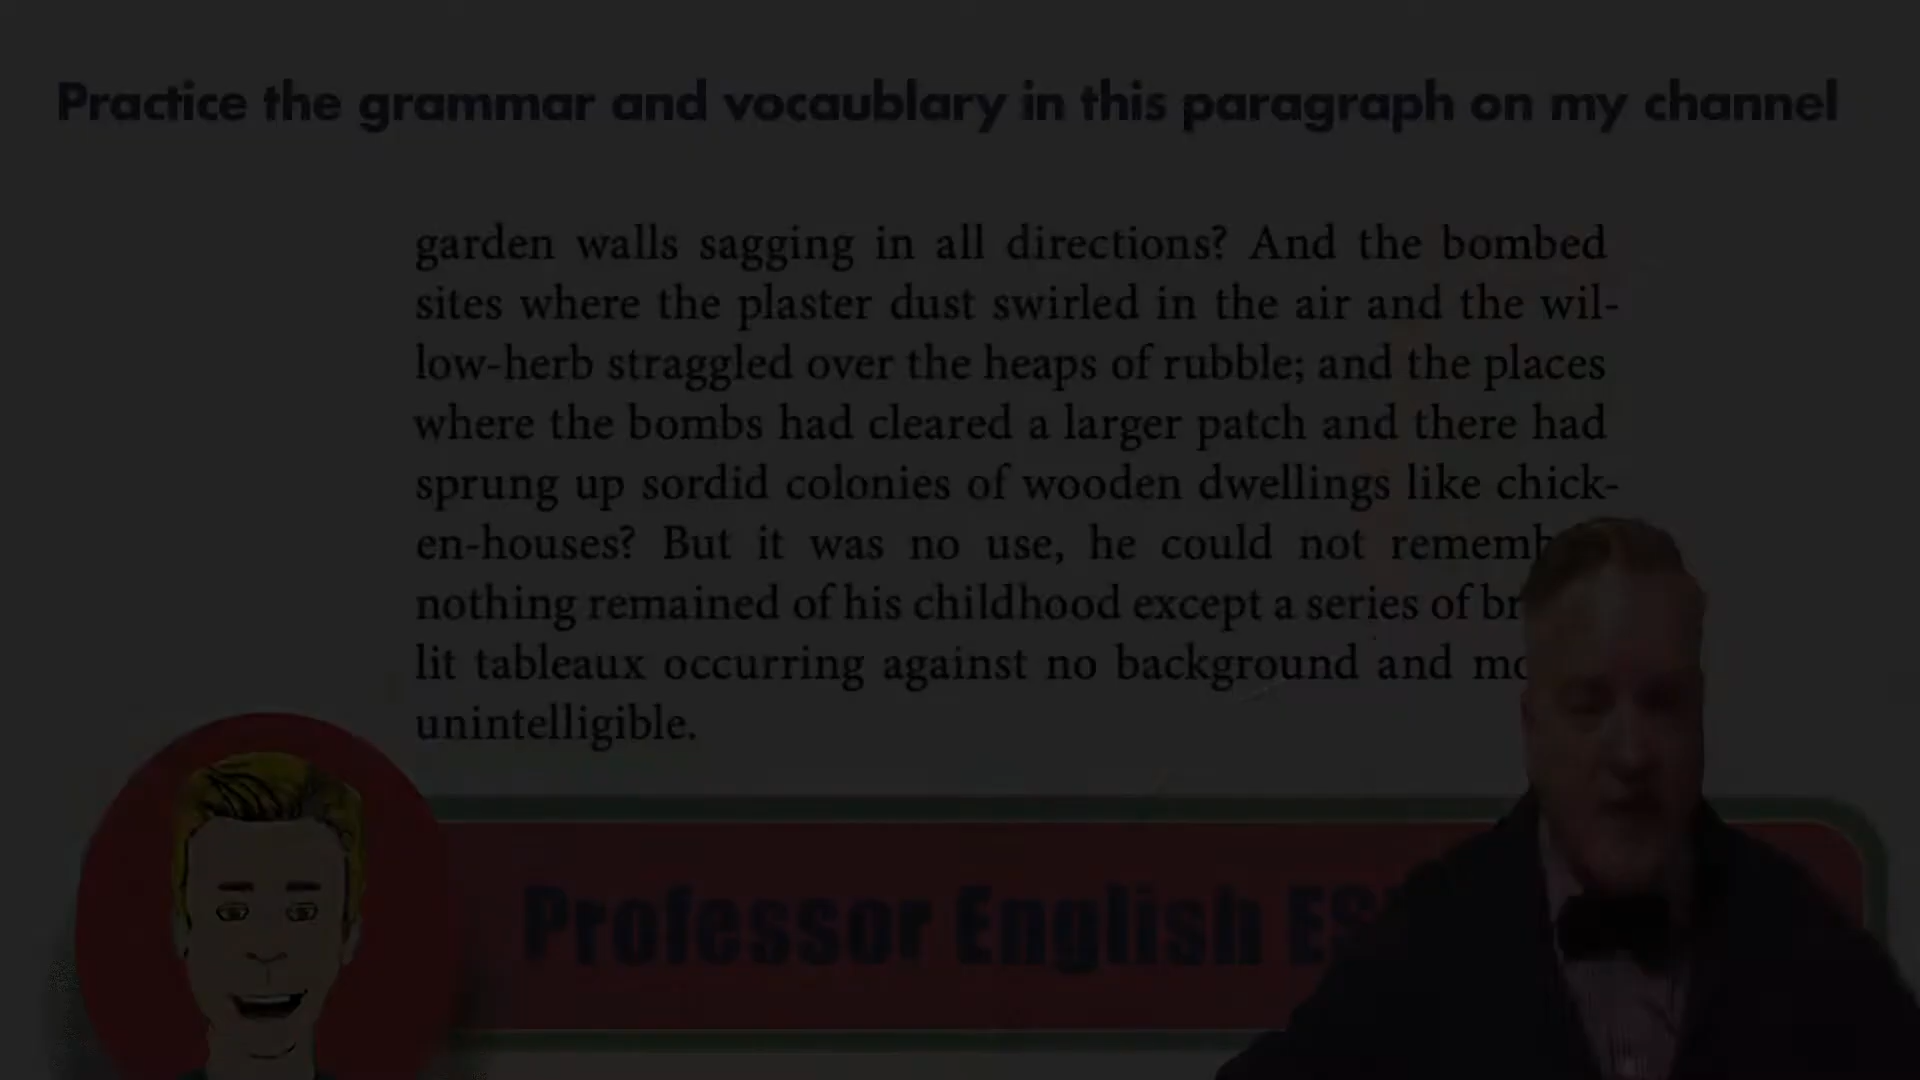 Practice the grammar and vocaublary in this paragraph on my channel
garden walls sagging in all directions? And the bombed
sites where the plaster dust swirled in the air and the wil-
low-herb straggled over the heaps of rubble; and the places
where the bombs had cleared a larger patch and there had
sprung up sordid colonies of wooden dwellings like chick-
en-houses? But it was no use, he could not
nothing remained of his childhood except a series of
lit tableaux occurring against no background and
unintelligible.
Professor English